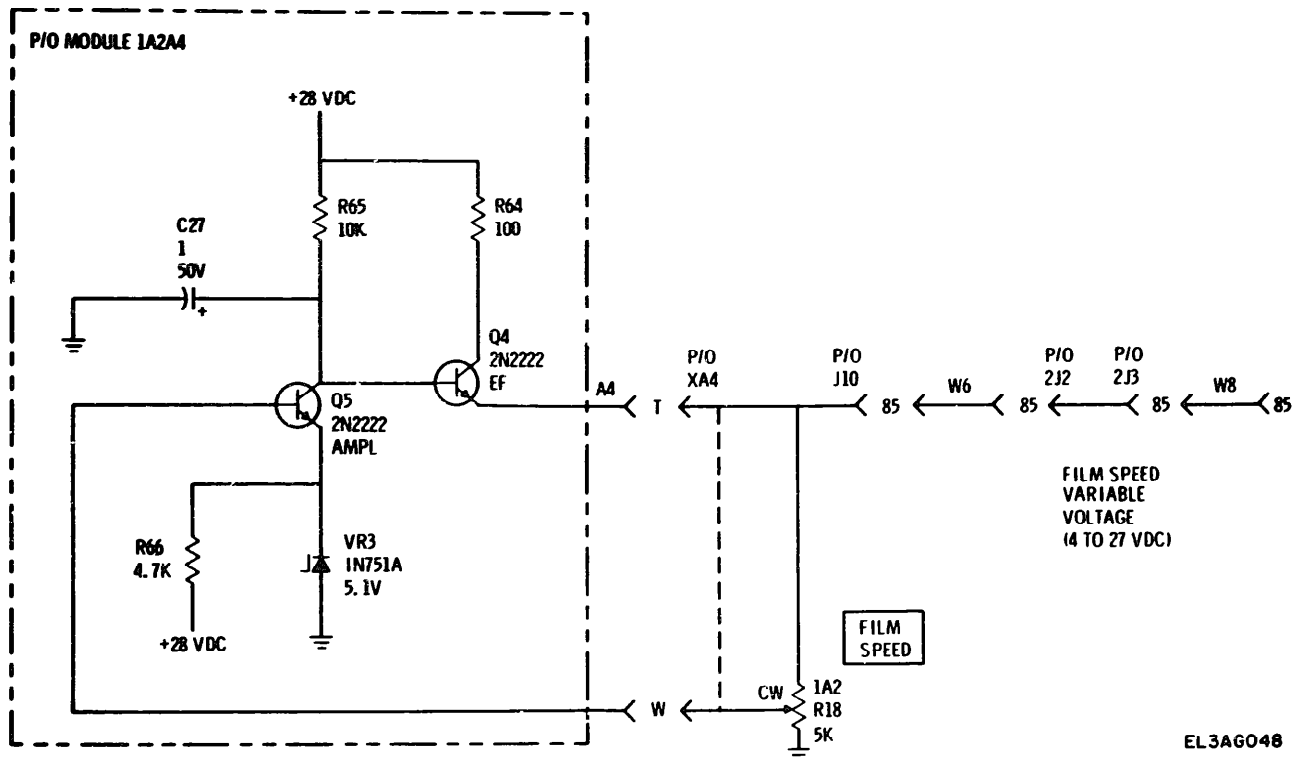 P/O MODULE 1A2A4
+28 VDC
R65
10K
R64
100
C27
1
50V
+
Q4
2N2222
EF
Q5
2N2222
AMPL
A4
T
P/O
XA4
P/O
J10
85
W6
85
P/O
2J2
P/O
2J3
85
W8
85
FILM SPEED
VARIABLE
VOLTAGE
(4 TO 27 VDC)
R66
4.7K
+28 VDC
VR3
1N751A
5.1V
FILM
SPEED
W
CW
1A2
R18
5K
EL3AGO48